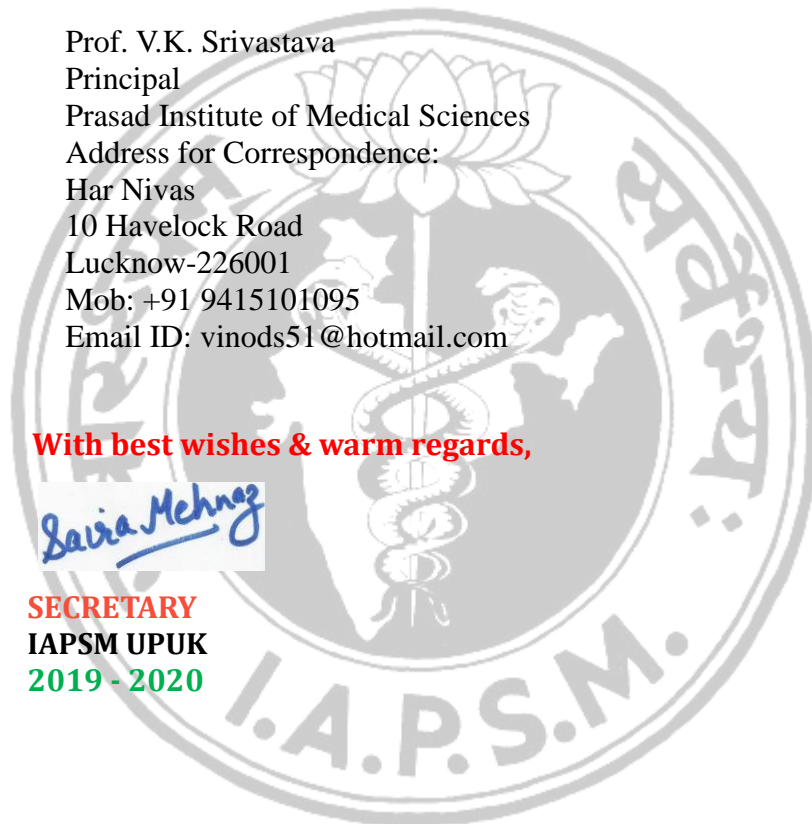 Prof. V.K. Srivastava
Principal
Prasad Institute of Medical Sciences
Address for Correspondence:
Har Nivas
10 Havelock Road
Lucknow-226001
Mob: +91 9415101095
Email ID: vinods51@hotmail.com
With best wishes & warm regards,
Saira Mehnaz
SECRETARY
IAPSM UPUK
2019 - 2020
I.A.P.S.M.